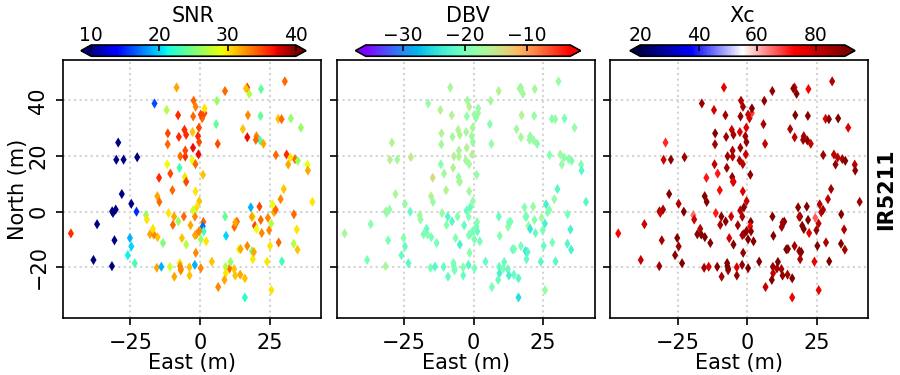 SNR DBV Xc
10 20 30 40 −30 −20 −10 20 40 60 80
North (m)
40
20
0
−20
−25 0 25 −25 0 25 −25 0 25
East (m) East (m) East (m)
IR5211